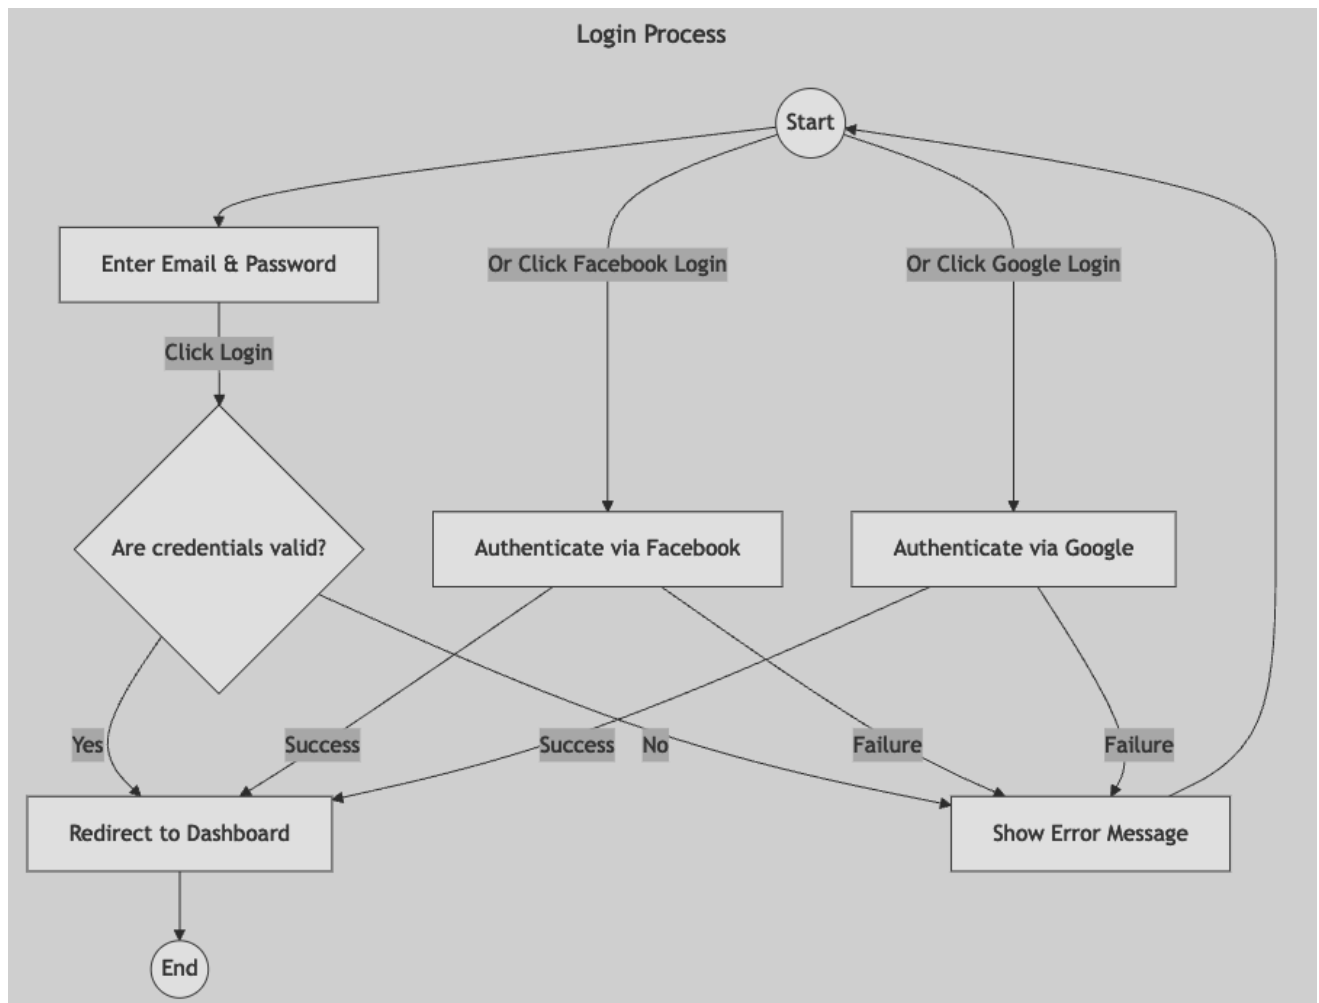 Login Process
Start
Enter Email & Password
Or Click Facebook Login
Or Click Google Login
Click Login
Are credentials valid?
Authenticate via Facebook
Authenticate via Google
Yes
Success
Success
No
Failure
Failure
Redirect to Dashboard
Show Error Message
End